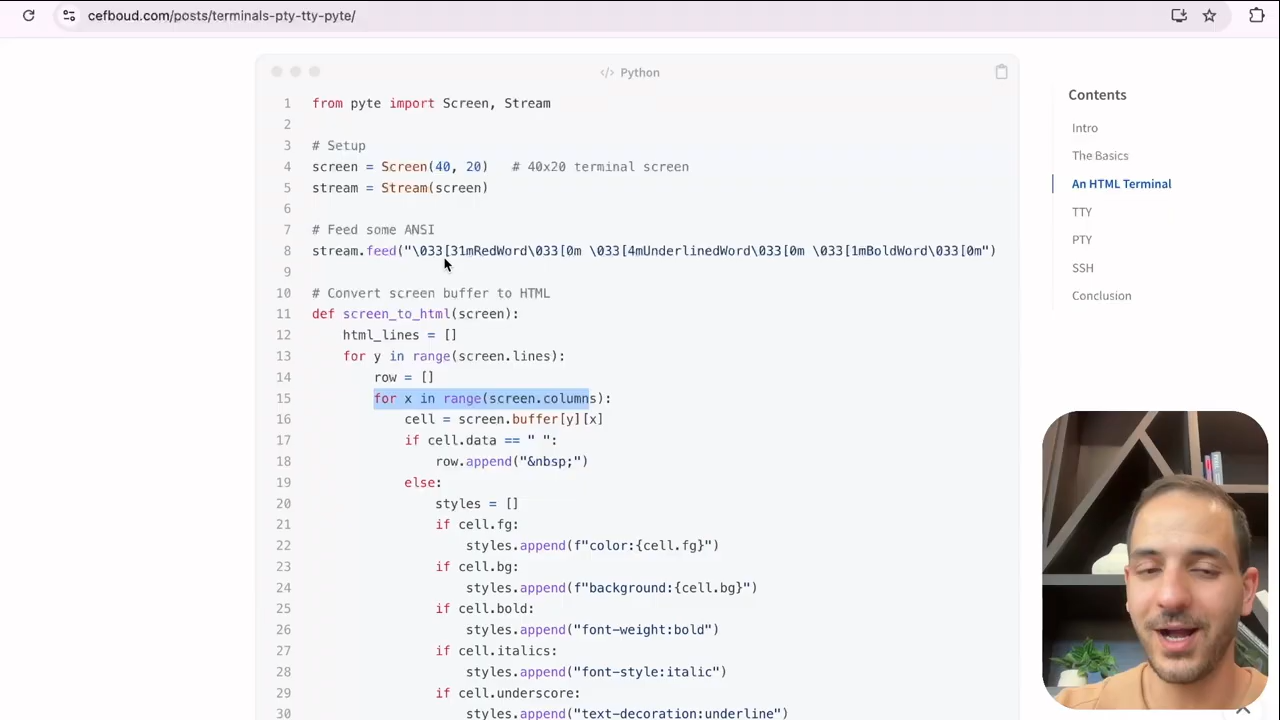 cefboud.com/posts/terminals-pty-tty-pyte/
</> Python
1 from pyte import Screen, Stream
2
3 # Setup
4 screen = Screen(40, 20)   # 40x20 terminal screen
5 stream = Stream(screen)
6
7 # Feed some ANSI
8 stream.feed("\033[31mRedWord\033[0m \033[4mUnderlinedWord\033[0m \033[1mBoldWord\033[0m")
9
10 # Convert screen buffer to HTML
11 def screen_to_html(screen):
12     html_lines = []
13     for y in range(screen.lines):
14         row = []
15         for x in range(screen.columns):
16             cell = screen.buffer[y][x]
17             if cell.data == " ":
18                 row.append("&nbsp;")
19             else:
20                 styles = []
21                 if cell.fg:
22                     styles.append(f"color:{cell.fg}")
23                 if cell.bg:
24                     styles.append(f"background:{cell.bg}")
25                 if cell.bold:
26                     styles.append("font-weight:bold")
27                 if cell.italics:
28                     styles.append("font-style:italic")
29                 if cell.underscore:
30                     styles.append("text-decoration:underline")
Contents
Intro
The Basics
An HTML Terminal
TTY
PTY
SSH
Conclusion